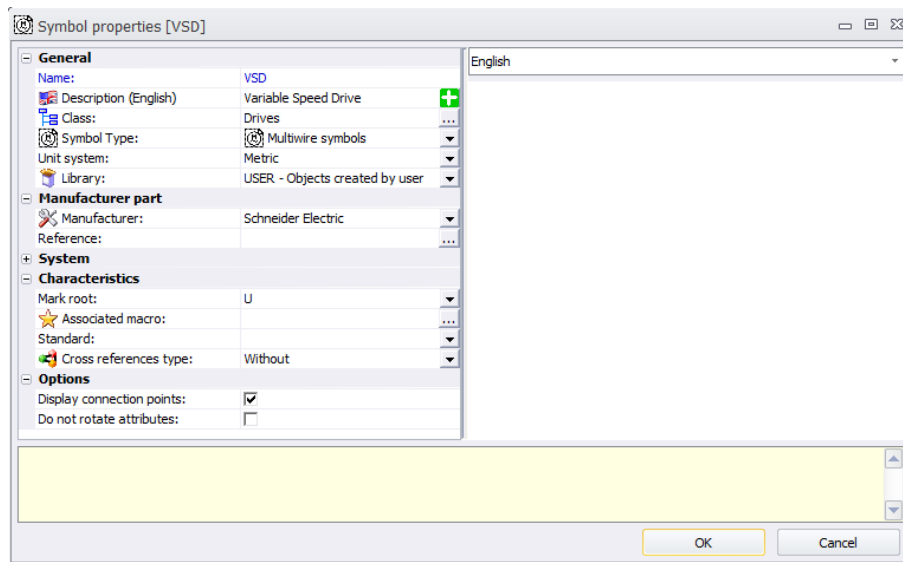 Symbol properties [VSD]
General
Name: VSD
Description (English) Variable Speed Drive
Class: Drives
Symbol Type: Multiwire symbols
Unit system: Metric
Library: USER - Objects created by user
Manufacturer part
Manufacturer: Schneider Electric
Reference:
System
Characteristics
Mark root: U
Associated macro:
Standard:
Cross references type: Without
Options
Display connection points:
Do not rotate attributes:
English
OK Cancel